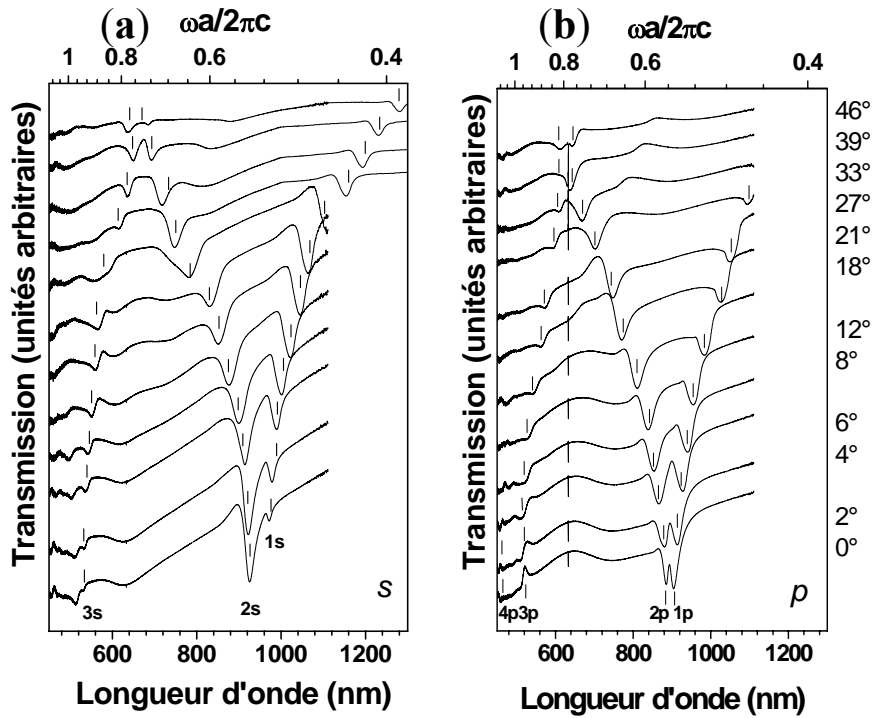 (a) ωa/2πc
1 0.8 0.6 0.4
Transmission (unités arbitraires)
1s
2s
3s
s
600 800 1000 1200
Longueur d'onde (nm)
(b) ωa/2πc
1 0.8 0.6 0.4
Transmission (unités arbitraires)
46°
39°
33°
27°
21°
18°
12°
8°
6°
4°
2°
0°
4p 3p 2p 1p
p
600 800 1000 1200
Longueur d'onde (nm)